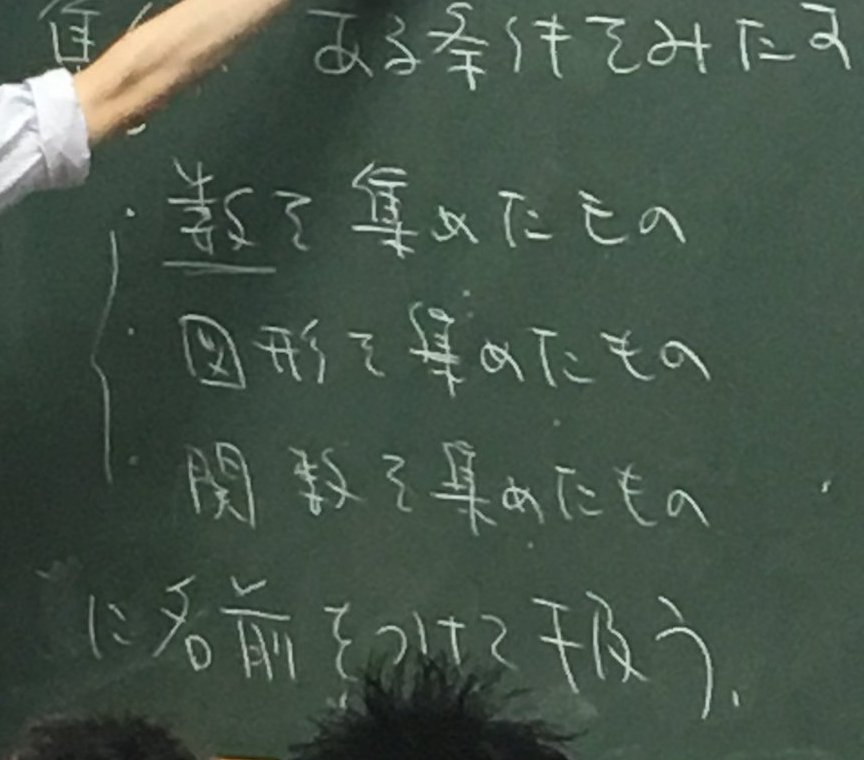 集 ある条件をみたす
数を集めたもの
図形を集めたもの
関数を集めたもの
に名前をつけて扱う.